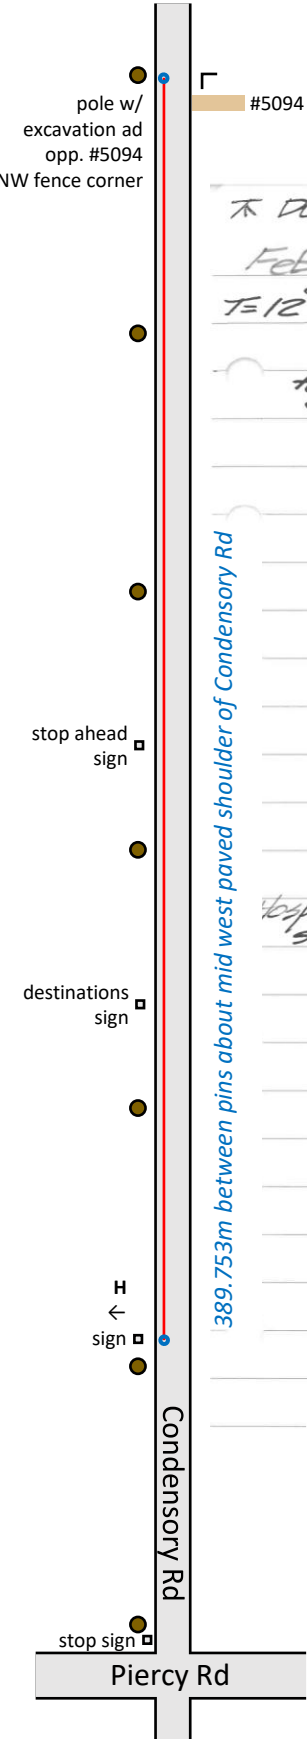 #5094
pole w/
excavation ad
opp. #5094
NW fence corner
T=12
stop ahead
sign
389.753m between pins about mid west paved shoulder of Condensory Rd
destinations
sign
H
←
sign
Condensory Rd
stop sign
Piercy Rd